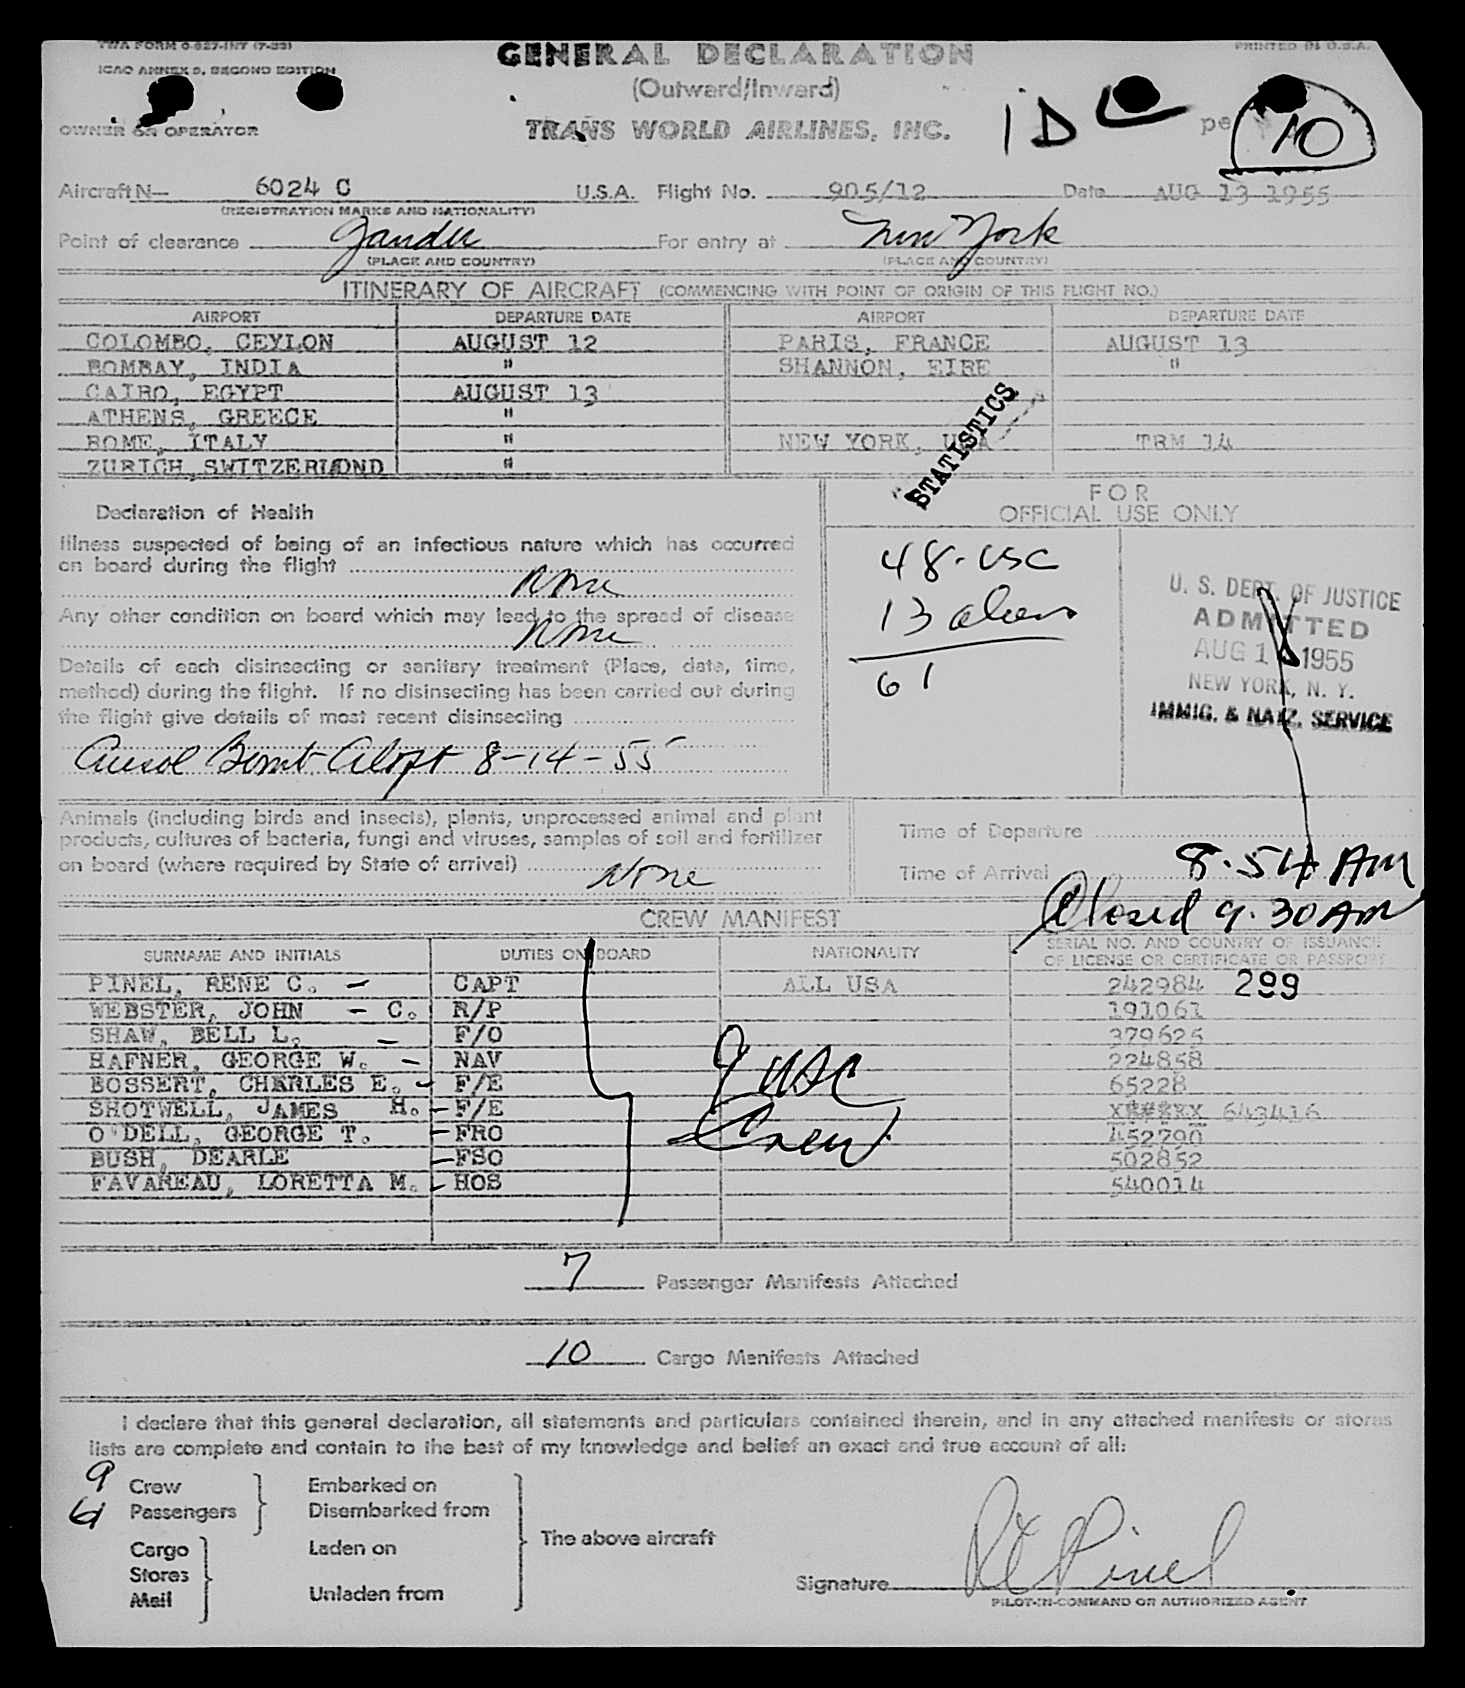 TWA FORM 0-827-INT (7-55)
GENERAL DECLARATION
PRINTED IN U.S.A.
ICAO ANNEX 9, SECOND EDITION
(Outward/Inward)
OWNER OR OPERATOR
TRANS WORLD AIRLINES, INC.
10
Aircraft N— 6024 C U.S.A. Flight No. 905/12 Date AUG 13 1955
(REGISTRATION MARKS AND NATIONALITY)
Point of clearance Gander For entry at New York
(PLACE AND COUNTRY) (PLACE AND COUNTRY)
ITINERARY OF AIRCRAFT (COMMENCING WITH POINT OF ORIGIN OF THIS FLIGHT NO.)
AIRPORT DEPARTURE DATE AIRPORT DEPARTURE DATE
COLOMBO, CEYLON AUGUST 12 PARIS, FRANCE AUGUST 13
BOMBAY, INDIA " SHANNON, EIRE "
CAIRO, EGYPT AUGUST 13
ATHENS, GREECE "
ROME, ITALY " NEW YORK, USA TRM 14
ZURICH, SWITZERLAND "
STATISTICS
Declaration of Health
FOR
OFFICIAL USE ONLY
Illness suspected of being of an infectious nature which has occurred
on board during the flight
None
Any other condition on board which may lead to the spread of disease
None
Details of each disinsecting or sanitary treatment (Place, date, time,
method) during the flight. If no disinsecting has been carried out during
the flight give details of most recent disinsecting
Aersol Bomb Aloft 8-14-55
48-USC
13 aliens
61
U. S. DEPT. OF JUSTICE
ADMITTED
AUG 1 1955
NEW YORK, N. Y.
IMMIG. & NATZ. SERVICE
Animals (including birds and insects), plants, unprocessed animal and plant
products, cultures of bacteria, fungi and viruses, samples of soil and fertilizer
on board (where required by State of arrival)
None
Time of Departure
Time of Arrival 8:54 AM
Closed 9:30 AM
CREW MANIFEST
SURNAME AND INITIALS DUTIES ON BOARD NATIONALITY SERIAL NO. AND COUNTRY OF ISSUANCE
OF LICENSE OR CERTIFICATE OR PASSPORT
PINEL, RENE C. — CAPT ALL USA 242984 299
WEBSTER, JOHN — C. R/P 191061
SHAW, BELL L. — F/O 379625
HAFNER, GEORGE W. — NAV 224858
BOSSERT, CHARLES E. - F/E 65228
SHOTWELL, JAMES H. — F/E 643416
O'DELL, GEORGE T. — FRO 452790
BUSH, DEARLE — FSO 502852
FAVAREAU, LORETTA M. - HOS 540014
9 USC
Crew
7 Passenger Manifests Attached
10 Cargo Manifests Attached
I declare that this general declaration, all statements and particulars contained therein, and in any attached manifests or stores
lists are complete and contain to the best of my knowledge and belief an exact and true account of all:
9 Crew Embarked on
61 Passengers Disembarked from
The above aircraft
Cargo Laden on
Stores
Mail Unladen from
Signature R C Pinel
PILOT-IN-COMMAND OR AUTHORIZED AGENT